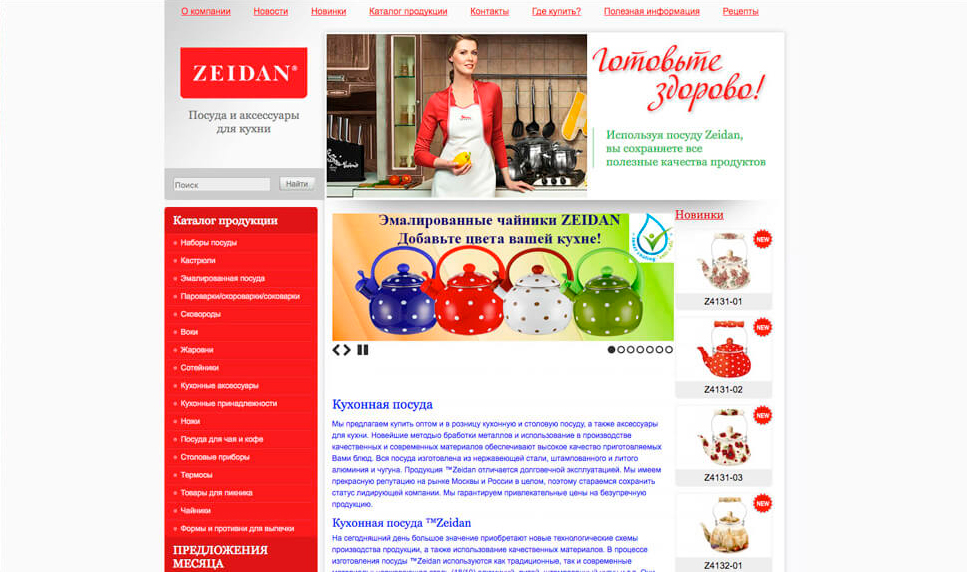 О компании
Новости
Новинки
Каталог продукции
Контакты
Где купить?
Полезная информация
Рецепты
ZEIDAN®
Посуда и аксессуары
для кухни
Поиск
Найти
Готовьте
здорово!
Используя посуду Zeidan,
вы сохраняете все
полезные качества продуктов
Каталог продукции
Наборы посуды
Кастрюли
Эмалированная посуда
Пароварки/скороварки/соковарки
Сковороды
Воки
Жаровни
Сотейники
Кухонные аксессуары
Кухонные принадлежности
Ножи
Посуда для чая и кофе
Столовые приборы
Термосы
Товары для пикника
Чайники
Формы и противни для выпечки
ПРЕДЛОЖЕНИЯ
МЕСЯЦА
Эмалированные чайники ZEIDAN
Добавьте цвета вашей кухне!
Кухонная посуда
Мы предлагаем купить оптом и в розницу кухонную и столовую посуду, а также аксессуары
для кухни. Новейшие методыо бработки металлов и использование в производстве
качественных и современных материалов обеспечивают высокое качество приготовляемых
Вами блюд. Вся посуда изготовлена из нержавеющей стали, штампованного и литого
алюминия и чугуна. Продукция ™Zeidan отличается долговечной эксплуатацией. Мы имеем
прекрасную репутацию на рынке Москвы и России в целом, поэтому стараемся сохранить
статус лидирующей компании. Мы гарантируем привлекательные цены на безупречную
продукцию.
Кухонная посуда ™Zeidan
На сегодняшний день большое значение приобретают новые технологические схемы
производства продукции, а также использование качественных материалов. В процессе
изготовления посуды ™Zeidan используются как традиционные, так и современные
Новинки
NEW
Z4131-01
NEW
Z4131-02
NEW
Z4131-03
NEW
Z4132-01